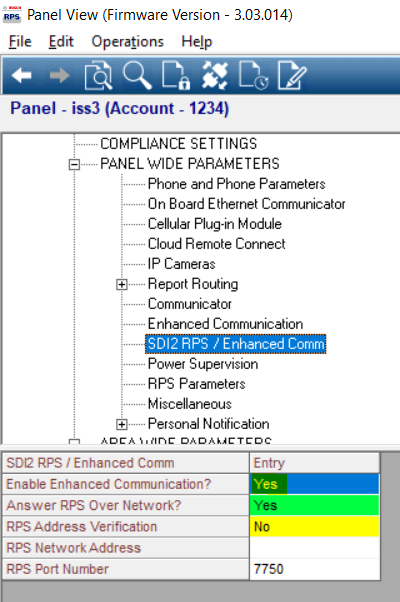 BOSCH
RPS
Panel View (Firmware Version - 3.03.014)
File Edit Operations Help
Panel - iss3 (Account - 1234)
COMPLIANCE SETTINGS
PANEL WIDE PARAMETERS
Phone and Phone Parameters
On Board Ethernet Communicator
Cellular Plug-in Module
Cloud Remote Connect
IP Cameras
Report Routing
Communicator
Enhanced Communication
SDI2 RPS / Enhanced Comm
Power Supervision
RPS Parameters
Miscellaneous
Personal Notification
AREA WIDE PARAMETERS
SDI2 RPS / Enhanced Comm Entry
Enable Enhanced Communication? Yes
Answer RPS Over Network? Yes
RPS Address Verification No
RPS Network Address
RPS Port Number 7750